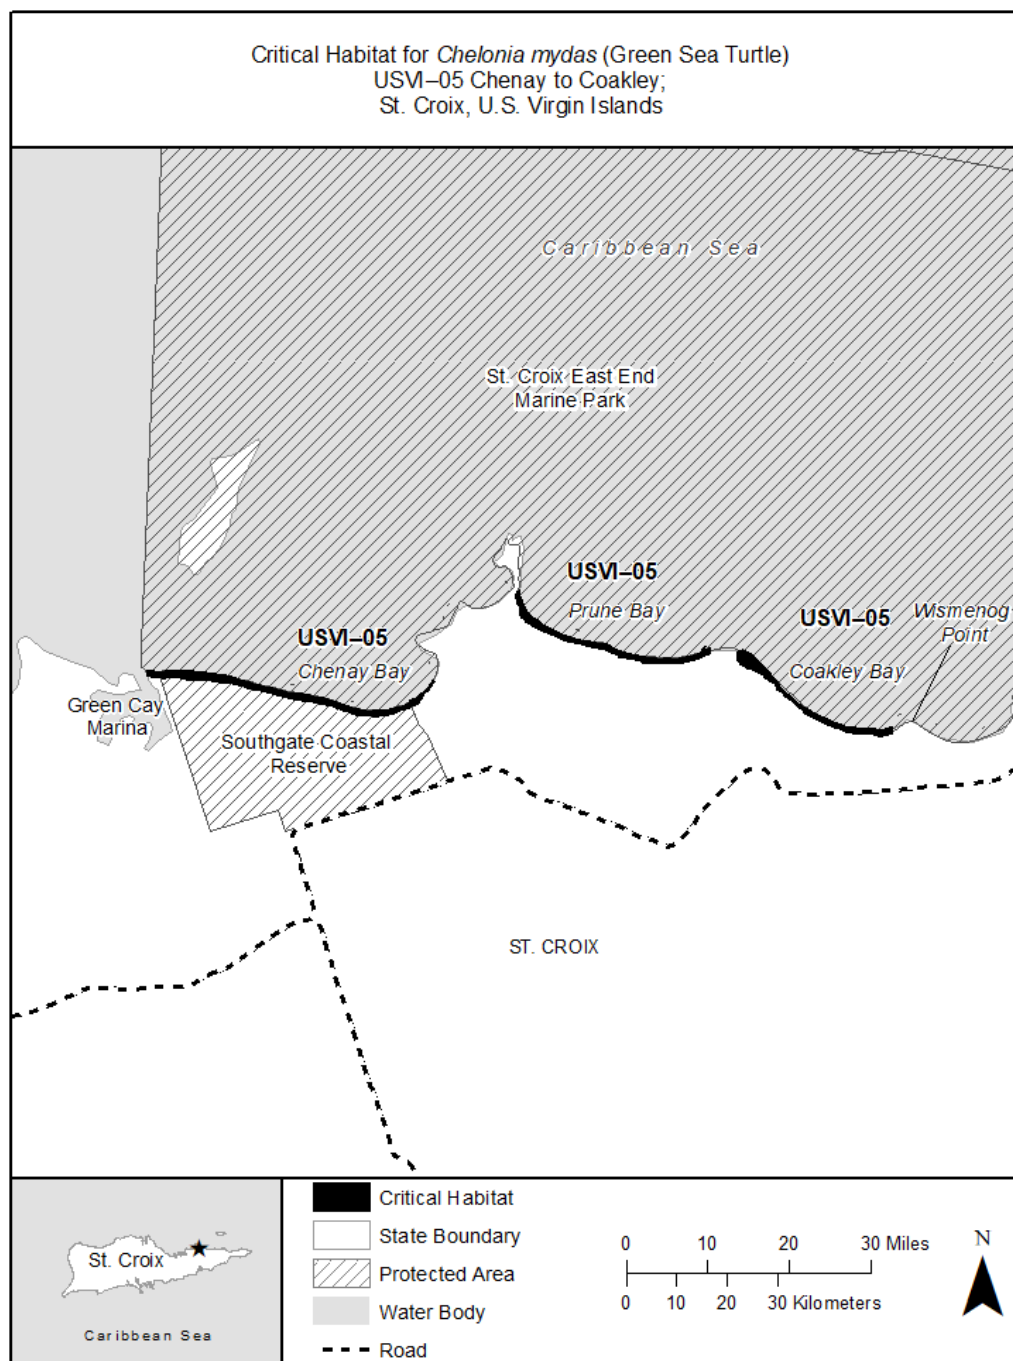 Critical Habitat for Chelonia mydas (Green Sea Turtle)
USVI–05 Chenay to Coakley;
St. Croix, U.S. Virgin Islands
Caribbean Sea
St. Croix East End
Marine Park
USVI–05
Prune Bay
USVI–05
Coakley Bay
Wismenog
Point
USVI–05
Chenay Bay
Green Cay
Marina
Southgate Coastal
Reserve
ST. CROIX
St. Croix
Caribbean Sea
Critical Habitat
State Boundary
Protected Area
Water Body
Road
0 10 20 30 Miles
0 10 20 30 Kilometers
N